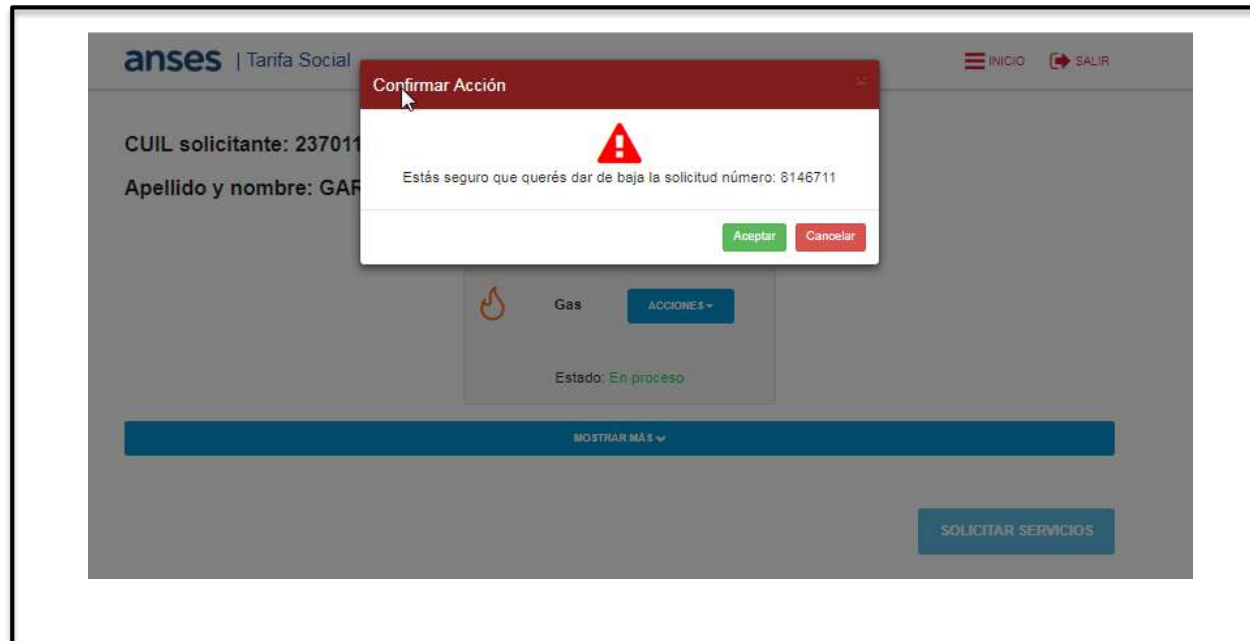 anses | Tarifa Social
INICIO SALIR
Confirmar Acción
CUIL solicitante: 237011
Apellido y nombre: GAR
Estás seguro que querés dar de baja la solicitud número: 8146711
Aceptar Cancelar
Gas ACCIONES
Estado: En proceso
MOSTRAR MÁS
SOLICITAR SERVICIOS